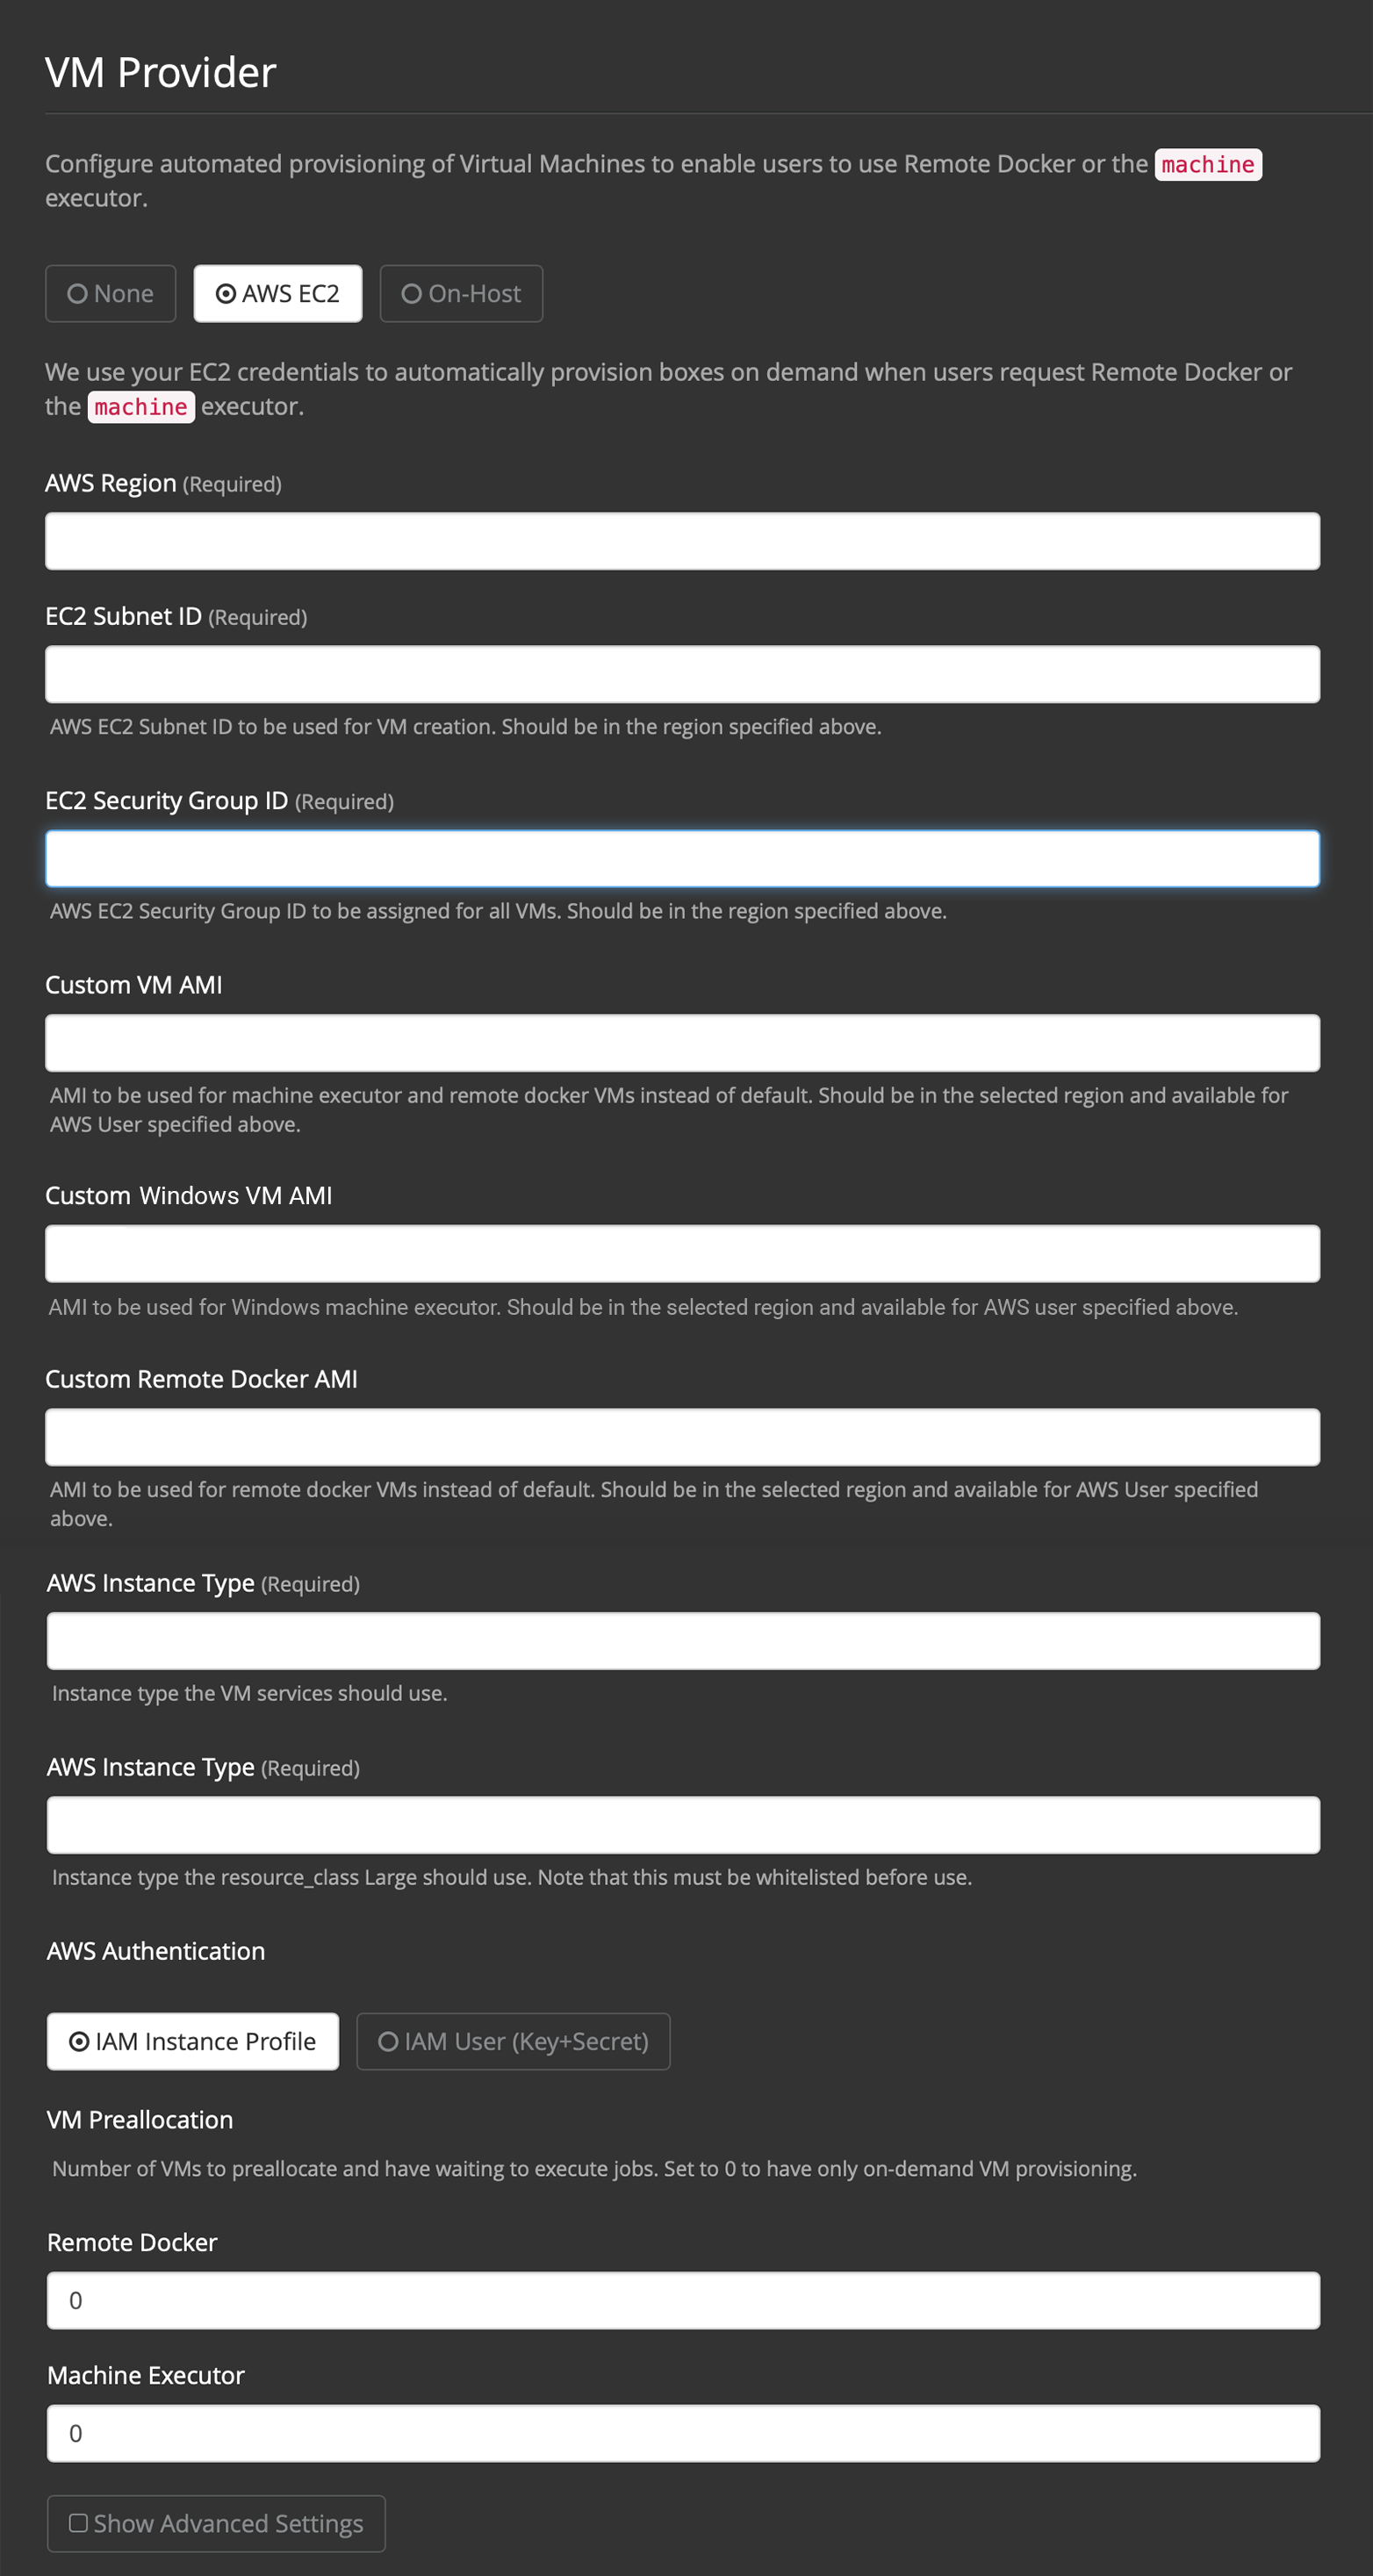 VM Provider
Configure automated provisioning of Virtual Machines to enable users to use Remote Docker or the machine
executor.
None AWS EC2 On-Host
We use your EC2 credentials to automatically provision boxes on demand when users request Remote Docker or
the machine executor.
AWS Region (Required)
EC2 Subnet ID (Required)
AWS EC2 Subnet ID to be used for VM creation. Should be in the region specified above.
EC2 Security Group ID (Required)
AWS EC2 Security Group ID to be assigned for all VMs. Should be in the region specified above.
Custom VM AMI
AMI to be used for machine executor and remote docker VMs instead of default. Should be in the selected region and available for
AWS User specified above.
Custom Windows VM AMI
AMI to be used for Windows machine executor. Should be in the selected region and available for AWS user specified above.
Custom Remote Docker AMI
AMI to be used for remote docker VMs instead of default. Should be in the selected region and available for AWS User specified
above.
AWS Instance Type (Required)
Instance type the VM services should use.
AWS Instance Type (Required)
Instance type the resource_class Large should use. Note that this must be whitelisted before use.
AWS Authentication
IAM Instance Profile IAM User (Key+Secret)
VM Preallocation
Number of VMs to preallocate and have waiting to execute jobs. Set to 0 to have only on-demand VM provisioning.
Remote Docker
0
Machine Executor
0
Show Advanced Settings